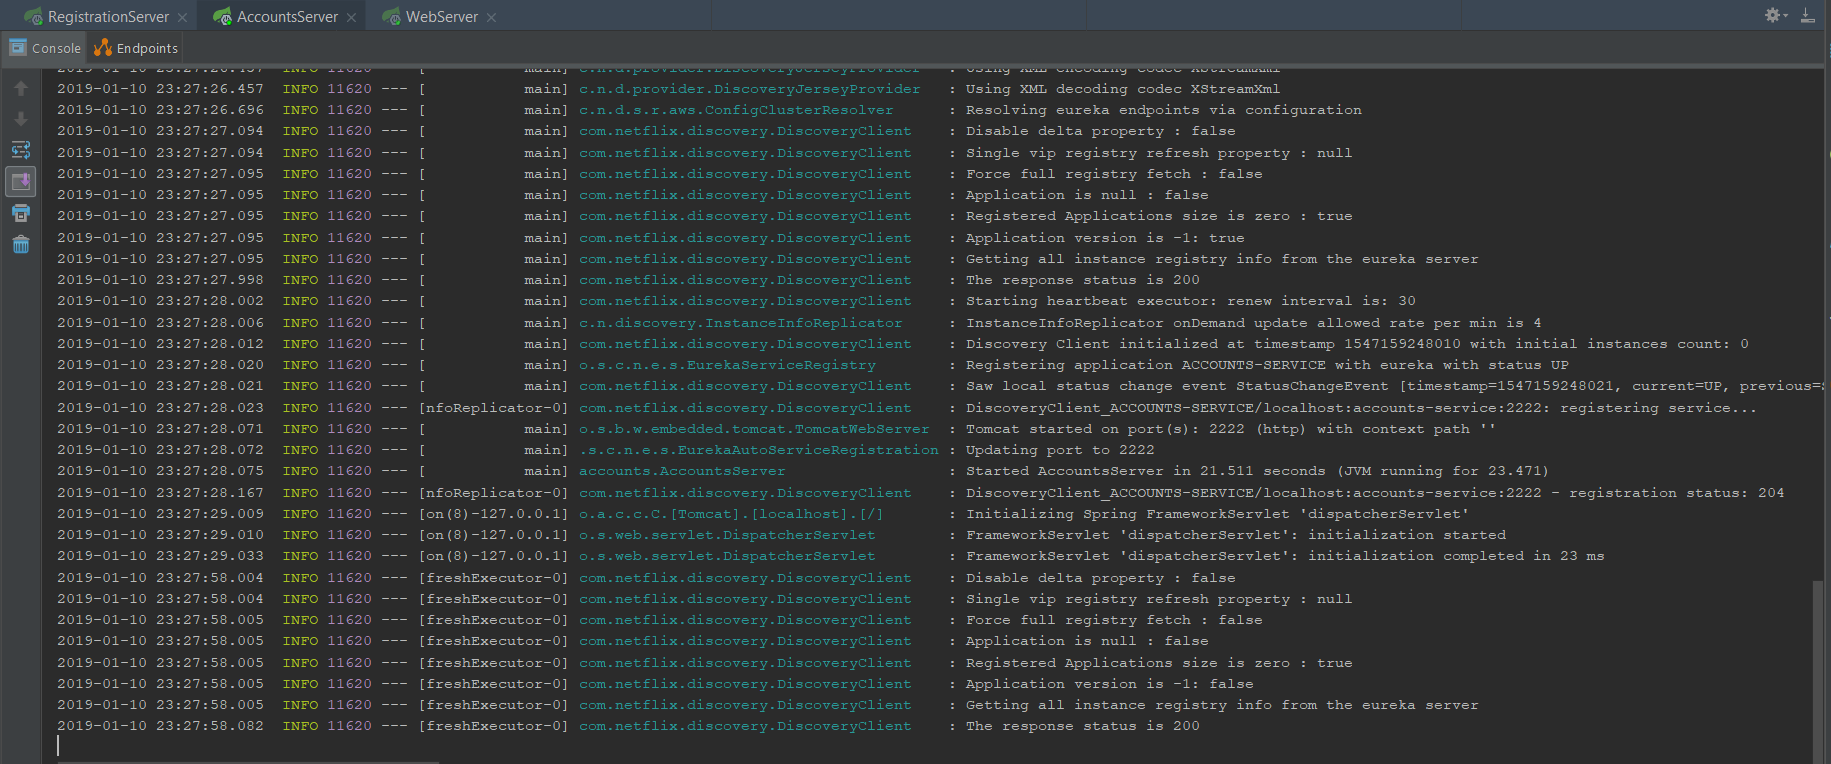 RegistrationServer AccountsServer WebServer
Console Endpoints
2019-01-10 23:27:26.457 INFO 11620 --- [ main] c.n.d.provider.DiscoveryJerseyProvider : Using XML encoding codec XStreamXml
2019-01-10 23:27:26.457 INFO 11620 --- [ main] c.n.d.provider.DiscoveryJerseyProvider : Using XML decoding codec XStreamXml
2019-01-10 23:27:26.696 INFO 11620 --- [ main] c.n.d.s.r.aws.ConfigClusterResolver : Resolving eureka endpoints via configuration
2019-01-10 23:27:27.094 INFO 11620 --- [ main] com.netflix.discovery.DiscoveryClient : Disable delta property : false
2019-01-10 23:27:27.094 INFO 11620 --- [ main] com.netflix.discovery.DiscoveryClient : Single vip registry refresh property : null
2019-01-10 23:27:27.095 INFO 11620 --- [ main] com.netflix.discovery.DiscoveryClient : Force full registry fetch : false
2019-01-10 23:27:27.095 INFO 11620 --- [ main] com.netflix.discovery.DiscoveryClient : Application is null : false
2019-01-10 23:27:27.095 INFO 11620 --- [ main] com.netflix.discovery.DiscoveryClient : Registered Applications size is zero : true
2019-01-10 23:27:27.095 INFO 11620 --- [ main] com.netflix.discovery.DiscoveryClient : Application version is -1: true
2019-01-10 23:27:27.095 INFO 11620 --- [ main] com.netflix.discovery.DiscoveryClient : Getting all instance registry info from the eureka server
2019-01-10 23:27:27.998 INFO 11620 --- [ main] com.netflix.discovery.DiscoveryClient : The response status is 200
2019-01-10 23:27:28.002 INFO 11620 --- [ main] com.netflix.discovery.DiscoveryClient : Starting heartbeat executor: renew interval is: 30
2019-01-10 23:27:28.006 INFO 11620 --- [ main] c.n.discovery.InstanceInfoReplicator : InstanceInfoReplicator onDemand update allowed rate per min is 4
2019-01-10 23:27:28.012 INFO 11620 --- [ main] com.netflix.discovery.DiscoveryClient : Discovery Client initialized at timestamp 1547159248010 with initial instances count: 0
2019-01-10 23:27:28.020 INFO 11620 --- [ main] o.s.c.n.e.s.EurekaServiceRegistry : Registering application ACCOUNTS-SERVICE with eureka with status UP
2019-01-10 23:27:28.021 INFO 11620 --- [ main] com.netflix.discovery.DiscoveryClient : Saw local status change event StatusChangeEvent [timestamp=1547159248021, current=UP, previous=
2019-01-10 23:27:28.023 INFO 11620 --- [nfoReplicator-0] com.netflix.discovery.DiscoveryClient : DiscoveryClient_ACCOUNTS-SERVICE/localhost:accounts-service:2222: registering service...
2019-01-10 23:27:28.071 INFO 11620 --- [ main] o.s.b.w.embedded.tomcat.TomcatWebServer : Tomcat started on port(s): 2222 (http) with context path ''
2019-01-10 23:27:28.072 INFO 11620 --- [ main] .s.c.n.e.s.EurekaAutoServiceRegistration : Updating port to 2222
2019-01-10 23:27:28.075 INFO 11620 --- [ main] accounts.AccountsServer : Started AccountsServer in 21.511 seconds (JVM running for 23.471)
2019-01-10 23:27:28.167 INFO 11620 --- [nfoReplicator-0] com.netflix.discovery.DiscoveryClient : DiscoveryClient_ACCOUNTS-SERVICE/localhost:accounts-service:2222 - registration status: 204
2019-01-10 23:27:29.009 INFO 11620 --- [on(8)-127.0.0.1] o.a.c.c.C.[Tomcat].[localhost].[/] : Initializing Spring FrameworkServlet 'dispatcherServlet'
2019-01-10 23:27:29.010 INFO 11620 --- [on(8)-127.0.0.1] o.s.web.servlet.DispatcherServlet : FrameworkServlet 'dispatcherServlet': initialization started
2019-01-10 23:27:29.033 INFO 11620 --- [on(8)-127.0.0.1] o.s.web.servlet.DispatcherServlet : FrameworkServlet 'dispatcherServlet': initialization completed in 23 ms
2019-01-10 23:27:58.004 INFO 11620 --- [freshExecutor-0] com.netflix.discovery.DiscoveryClient : Disable delta property : false
2019-01-10 23:27:58.004 INFO 11620 --- [freshExecutor-0] com.netflix.discovery.DiscoveryClient : Single vip registry refresh property : null
2019-01-10 23:27:58.005 INFO 11620 --- [freshExecutor-0] com.netflix.discovery.DiscoveryClient : Force full registry fetch : false
2019-01-10 23:27:58.005 INFO 11620 --- [freshExecutor-0] com.netflix.discovery.DiscoveryClient : Application is null : false
2019-01-10 23:27:58.005 INFO 11620 --- [freshExecutor-0] com.netflix.discovery.DiscoveryClient : Registered Applications size is zero : true
2019-01-10 23:27:58.005 INFO 11620 --- [freshExecutor-0] com.netflix.discovery.DiscoveryClient : Application version is -1: false
2019-01-10 23:27:58.005 INFO 11620 --- [freshExecutor-0] com.netflix.discovery.DiscoveryClient : Getting all instance registry info from the eureka server
2019-01-10 23:27:58.082 INFO 11620 --- [freshExecutor-0] com.netflix.discovery.DiscoveryClient : The response status is 200